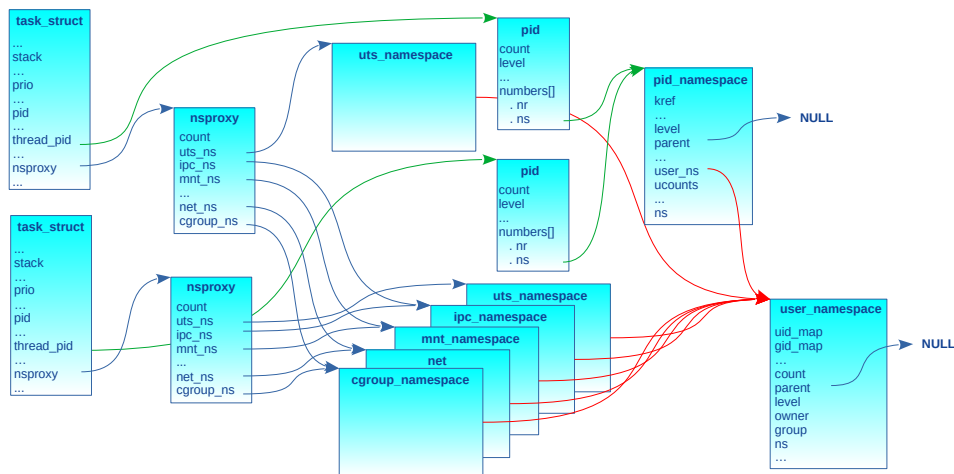 task_struct
...
stack
...
prio
...
pid
...
thread_pid
...
nsproxy
...
nsproxy
count
uts_ns
ipc_ns
mnt_ns
...
net_ns
cgroup_ns
uts_namespace
pid
count
level
...
numbers[]
. nr
. ns
pid_namespace
kref
...
level
parent
...
user_ns
ucounts
...
ns
NULL
task_struct
...
stack
...
prio
...
pid
...
thread_pid
...
nsproxy
...
nsproxy
count
uts_ns
ipc_ns
mnt_ns
...
net_ns
cgroup_ns
pid
count
level
...
numbers[]
. nr
. ns
uts_namespace
ipc_namespace
mnt_namespace
net
cgroup_namespace
user_namespace
uid_map
gid_map
...
count
parent
level
owner
group
ns
...
NULL